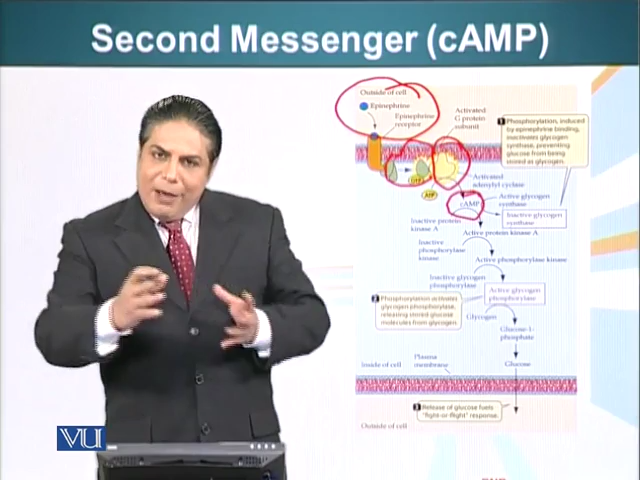 Second Messenger (cAMP)
Outside of cell
Epinephrine
Epinephrine
receptor
Activated
G protein
subunit
1 Phosphorylation, induced
by epinephrine binding,
inactivates glycogen
synthase, preventing
glucose from being
stored as glycogen.
GTP
Activated
adenylyl cyclase
ATP
cAMP
Active glycogen
synthase
Inactive glycogen
synthase
Inactive protein
kinase A
Active protein kinase A
Inactive
phosphorylase
kinase
Active phosphorylase kinase
Inactive glycogen
phosphorylase
Active glycogen
phosphorylase
2 Phosphorylation activates
glycogen phosphorylase,
releasing stored glucose
molecules from glycogen.
Glycogen
Glucose-1-
phosphate
Plasma
membrane
Inside of cell
Glucose
3 Release of glucose fuels
"fight-or-flight" response.
Outside of cell
VU